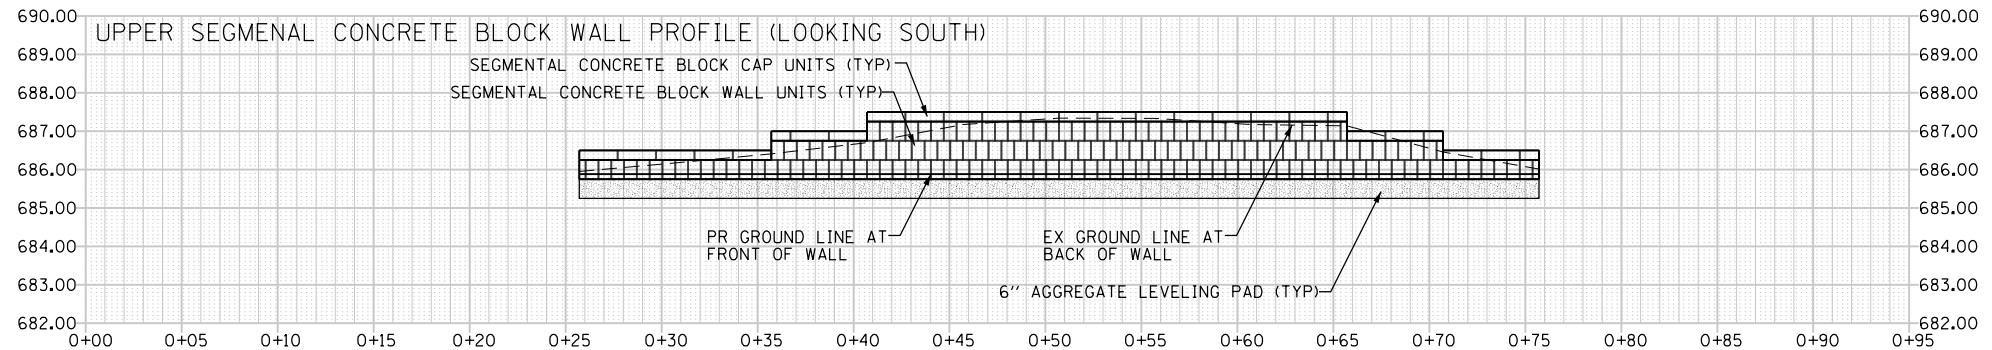 690.00 690.00
UPPER SEGMENAL CONCRETE BLOCK WALL PROFILE (LOOKING SOUTH)
689.00 689.00
SEGMENTAL CONCRETE BLOCK CAP UNITS (TYP)
688.00 688.00
SEGMENTAL CONCRETE BLOCK WALL UNITS (TYP)
687.00 687.00
686.00 686.00
685.00 685.00
PR GROUND LINE AT
FRONT OF WALL
EX GROUND LINE AT
BACK OF WALL
684.00 684.00
683.00 683.00
6'' AGGREGATE LEVELING PAD (TYP)
682.00 682.00
0+00 0+05 0+10 0+15 0+20 0+25 0+30 0+35 0+40 0+45 0+50 0+55 0+60 0+65 0+70 0+75 0+80 0+85 0+90 0+95